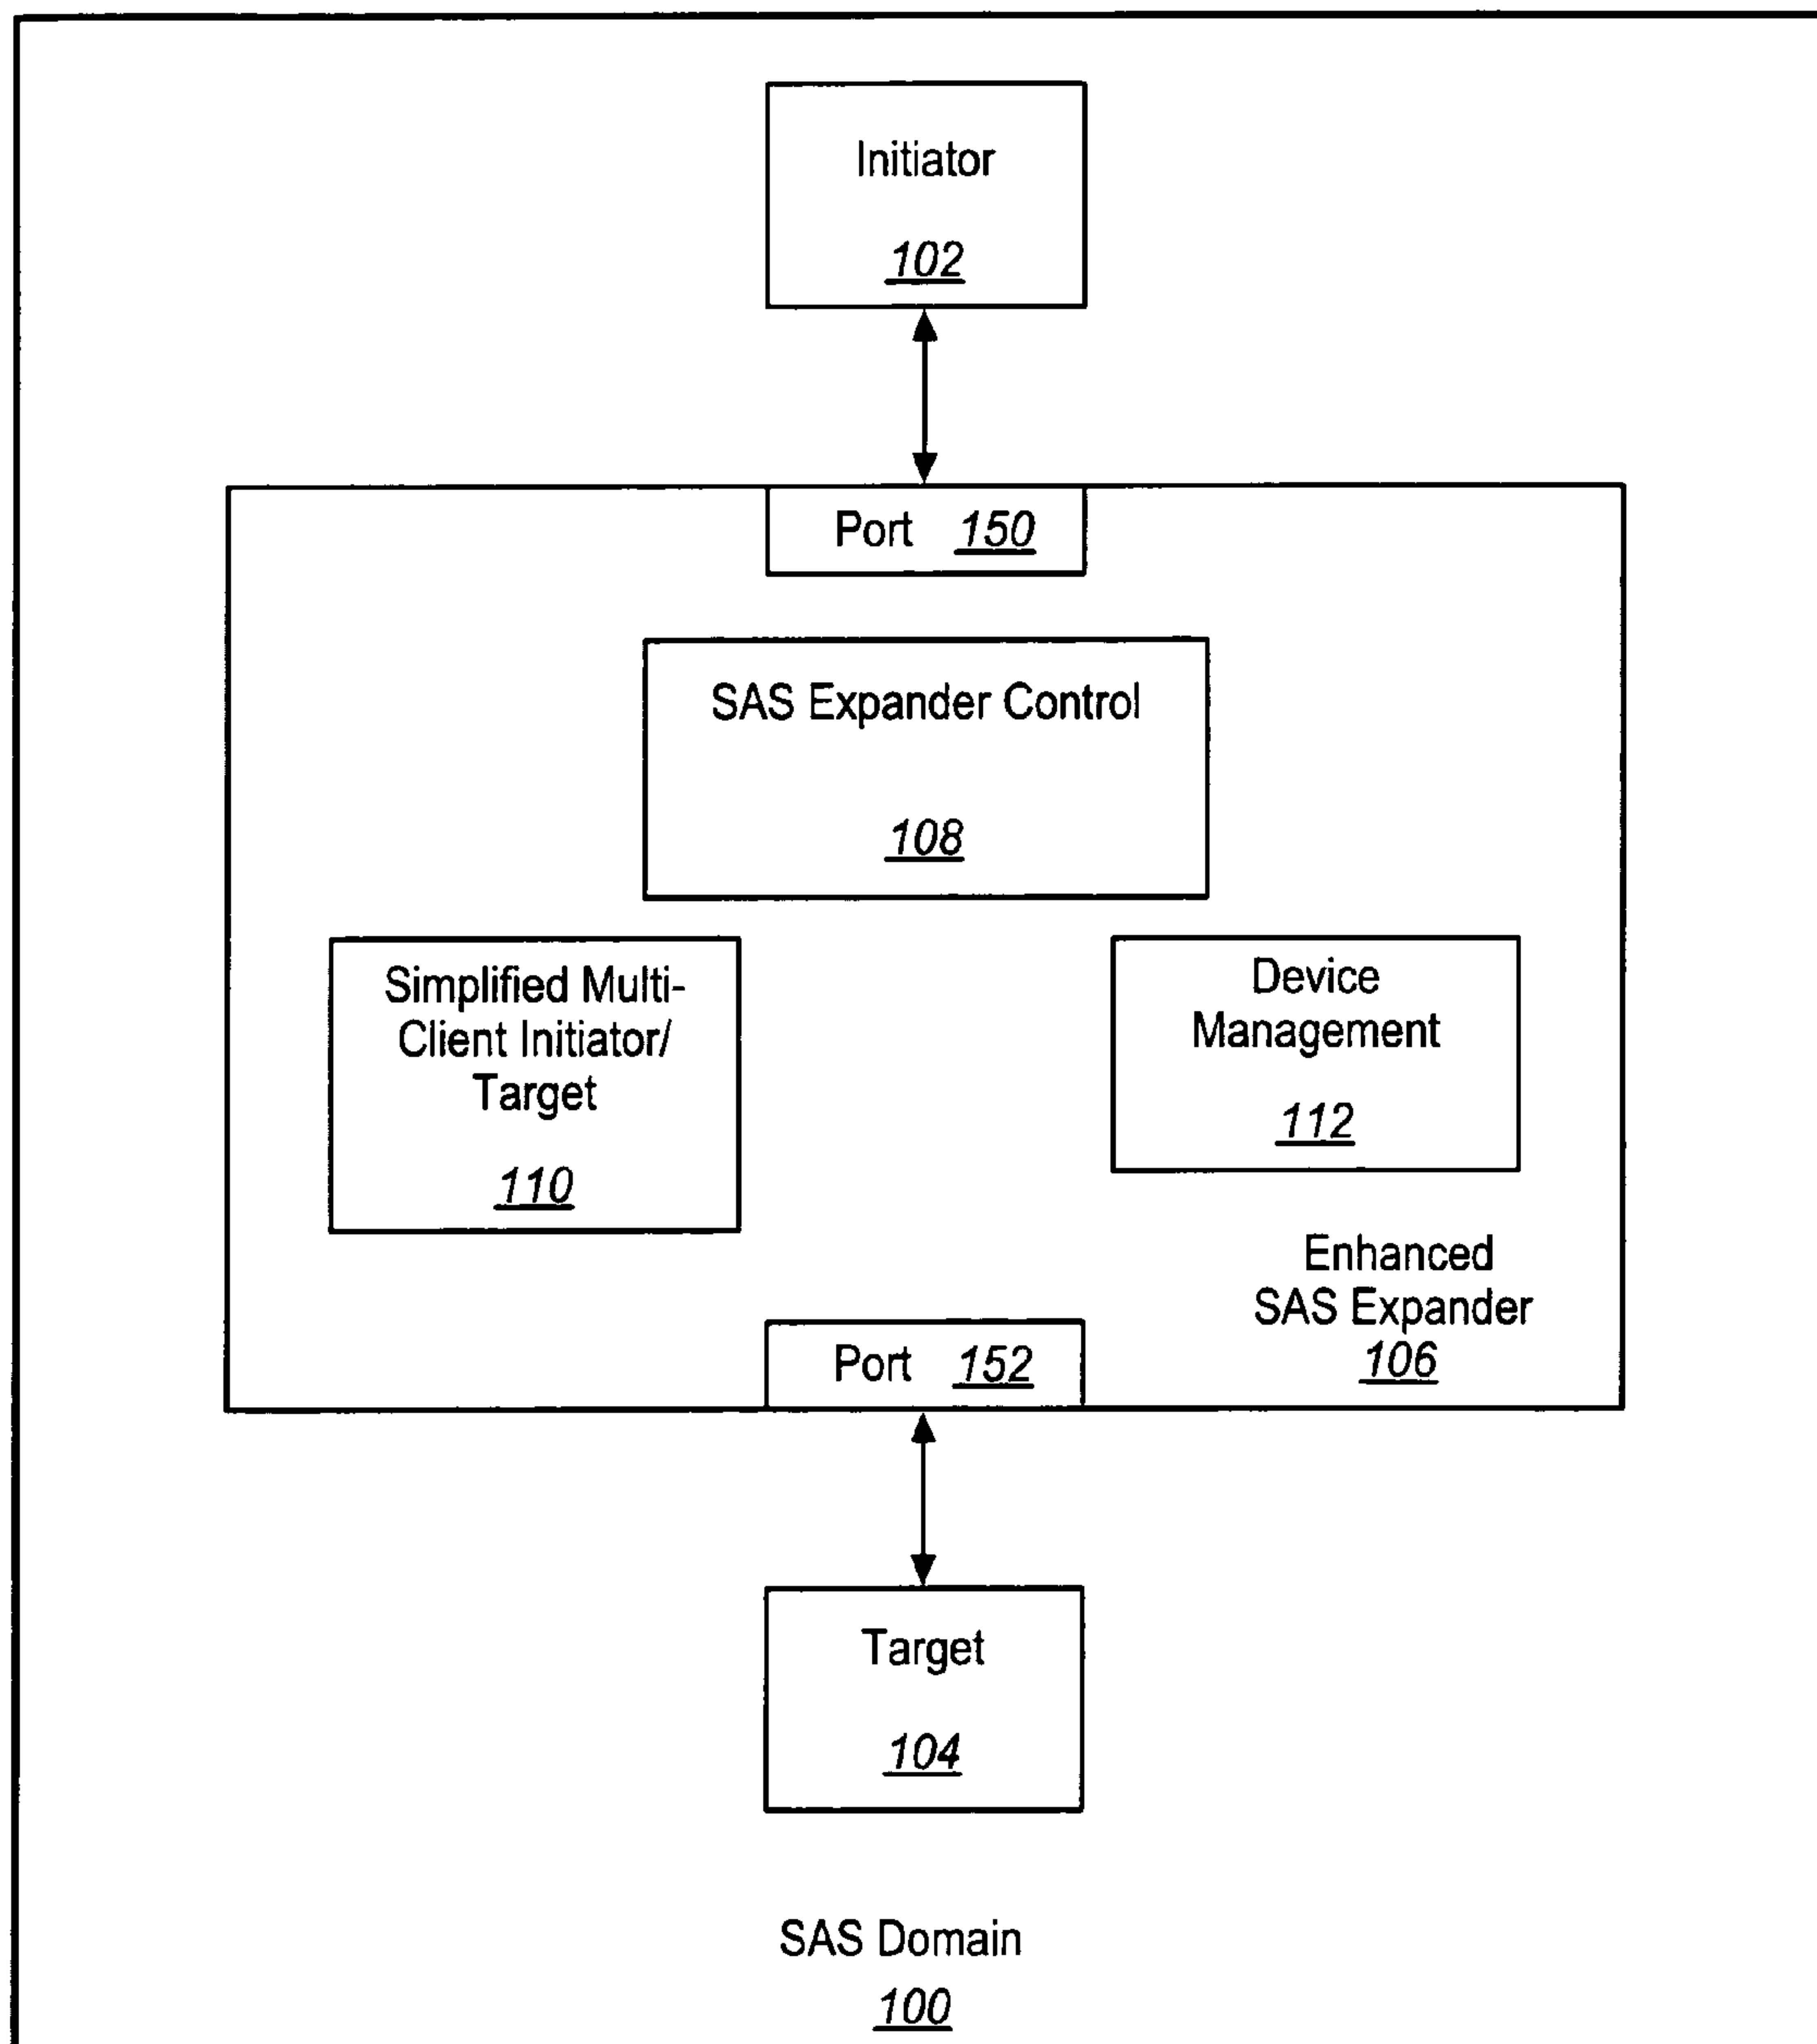 Initiator
102
Port 150
SAS Expander Control
108
Simplified Multi-
Client Initiator/
Target
110
Device
Management
112
Enhanced
SAS Expander
106
Port 152
Target
104
SAS Domain
100